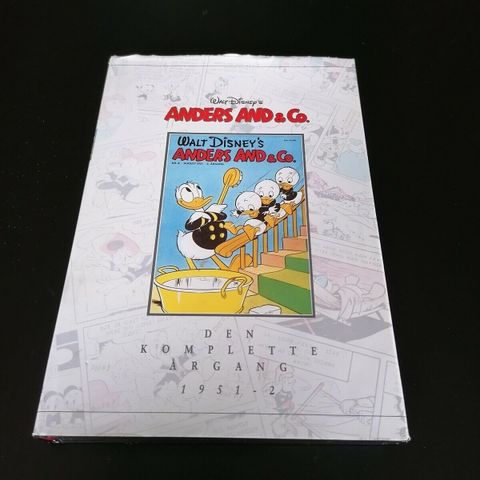 WALT DISNEY'S
ANDERS AND & Co.
WALT DISNEY'S
ANDERS AND & Co.
DEN
KOMPLETTE
ÅRGANG
1951-2